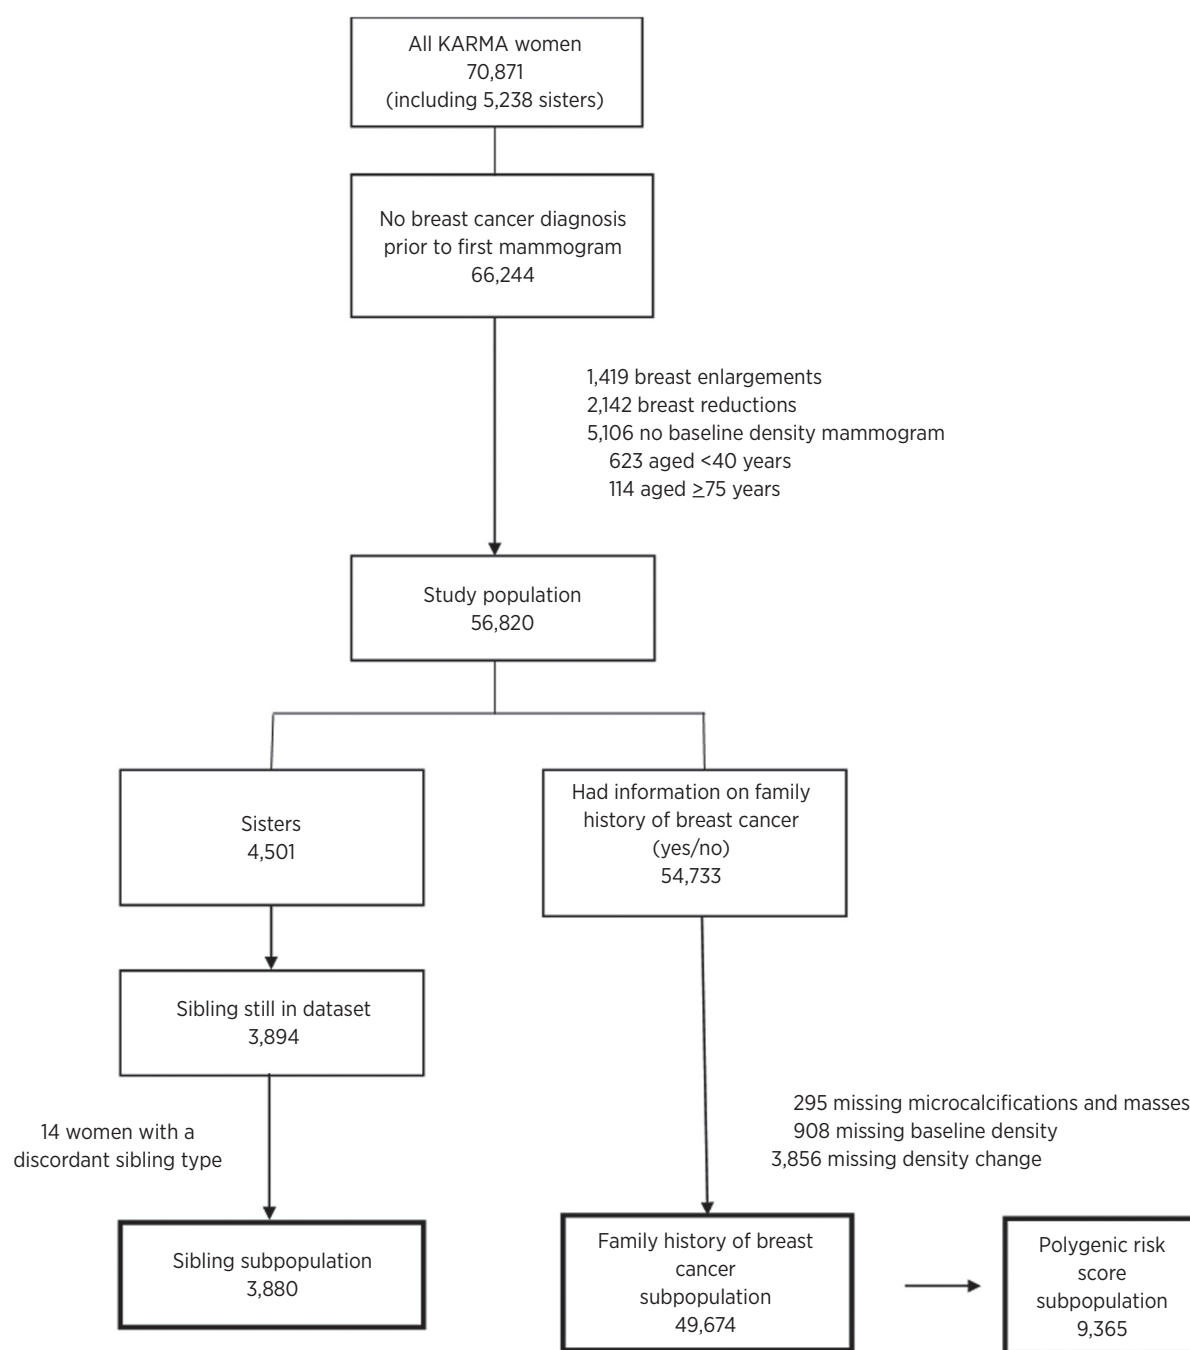 All KARMA women
70,871
(including 5,238 sisters)
No breast cancer diagnosis
prior to first mammogram
66,244
1,419 breast enlargements
2,142 breast reductions
5,106 no baseline density mammogram
623 aged <40 years
114 aged ≥75 years
Study population
56,820
Sisters
4,501
Had information on family
history of breast cancer
(yes/no)
54,733
Sibling still in dataset
3,894
14 women with a
discordant sibling type
295 missing microcalcifications and masses
908 missing baseline density
3,856 missing density change
Sibling subpopulation
3,880
Family history of breast
cancer
subpopulation
49,674
Polygenic risk
score
subpopulation
9,365